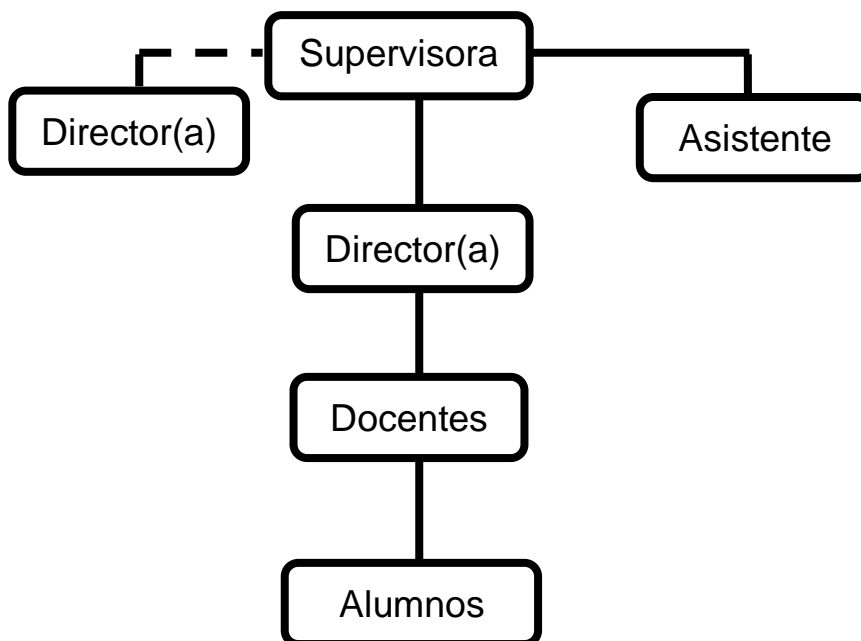 Supervisora
Director(a)
Asistente
Director(a)
Docentes
Alumnos